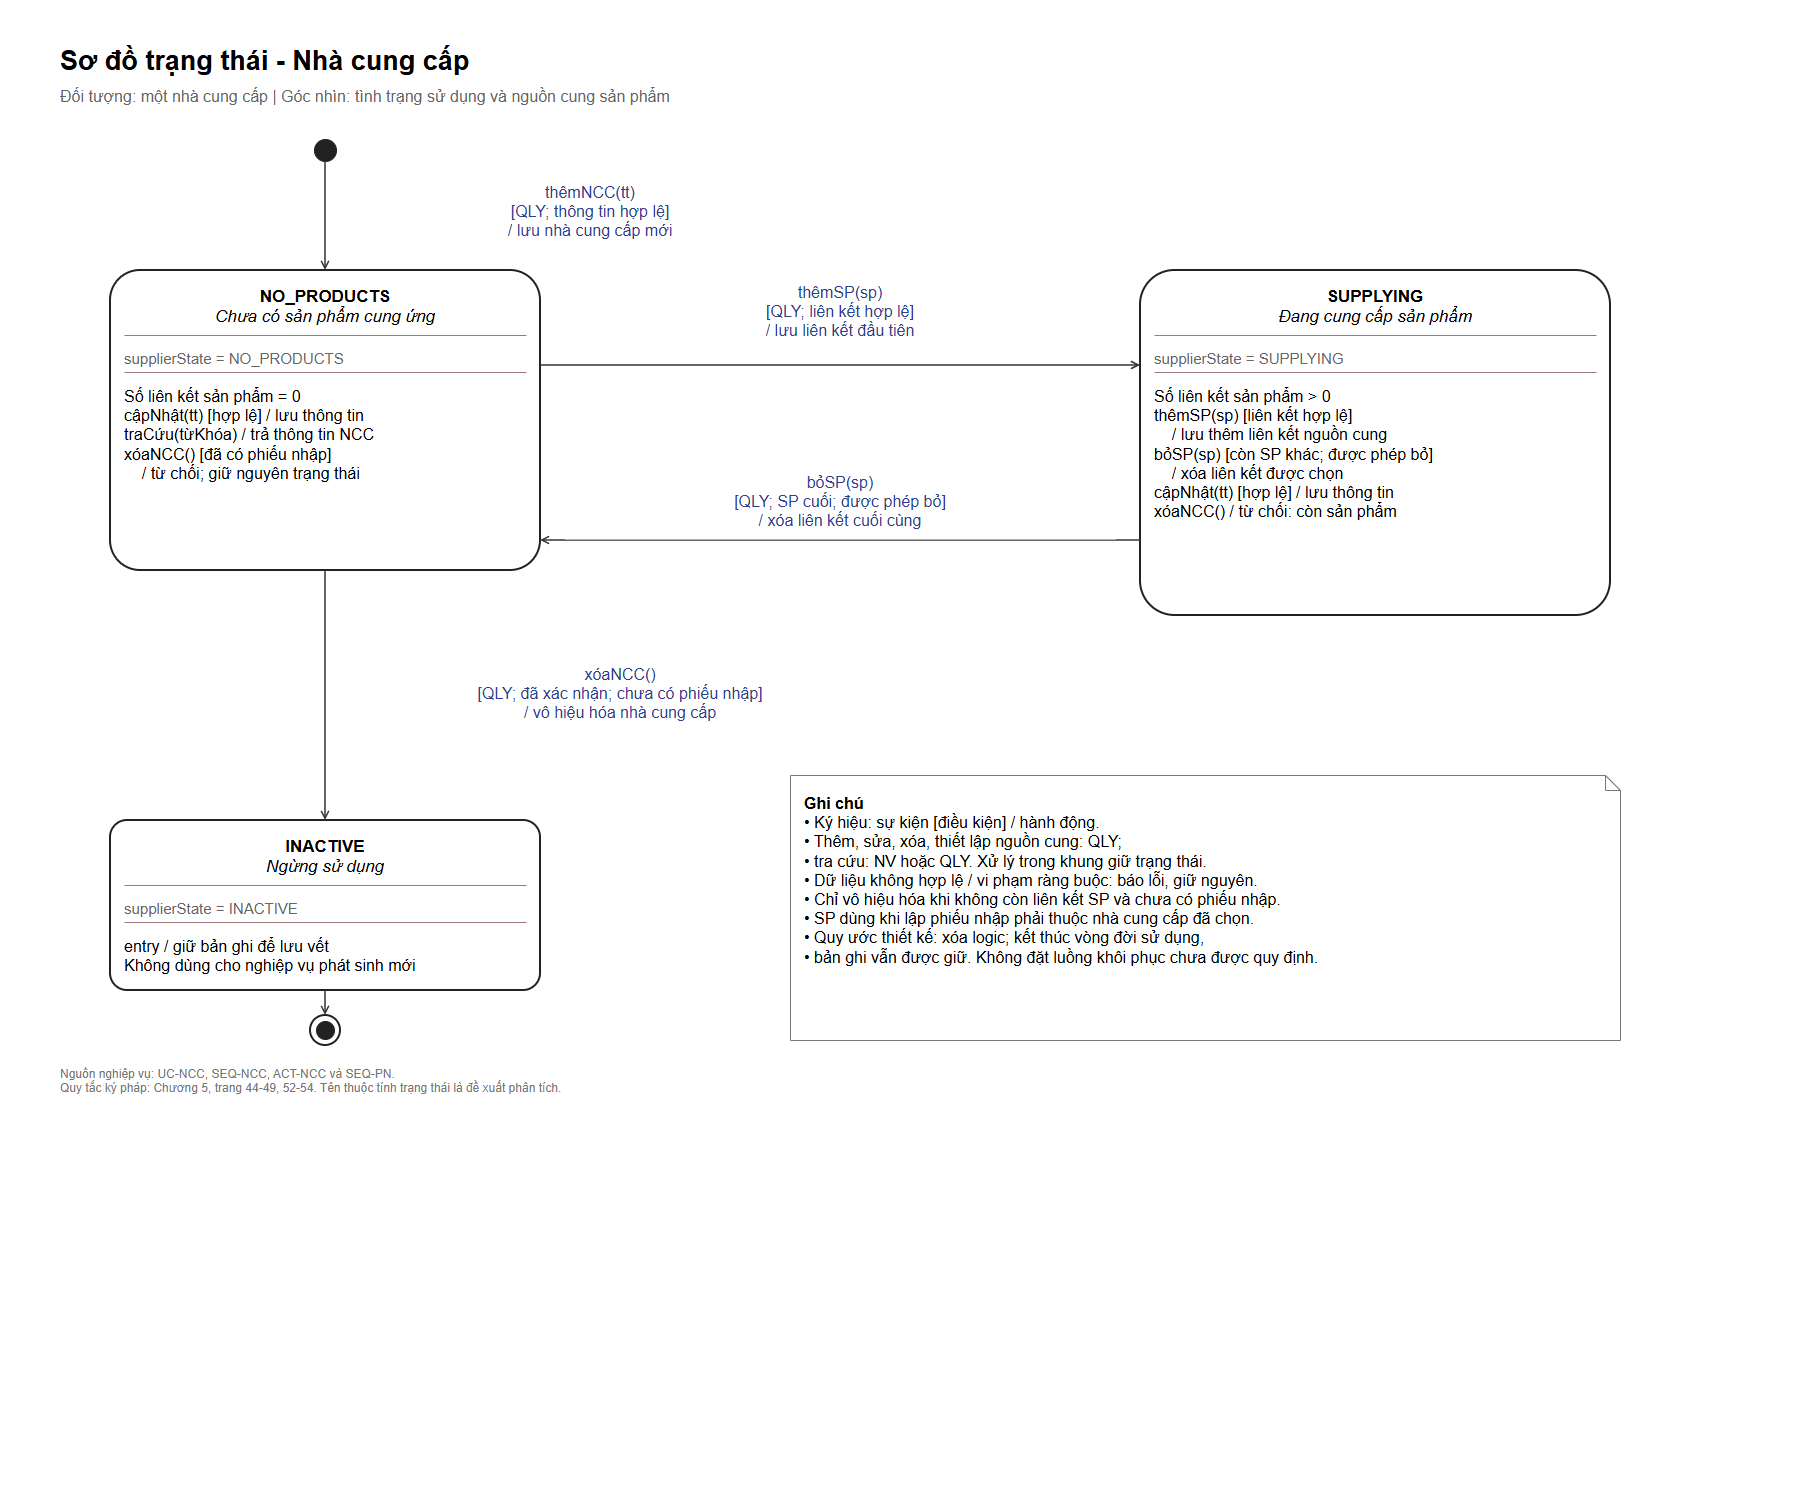 Sơ đồ trạng thái - Nhà cung cấp
Đối tượng: một nhà cung cấp | Góc nhìn: tình trạng sử dụng và nguồn cung sản phẩm
thêmNCC(tt)
[QLY; thông tin hợp lệ]
/ lưu nhà cung cấp mới
NO_PRODUCTS
Chưa có sản phẩm cung ứng
supplierState = NO_PRODUCTS
Số liên kết sản phẩm = 0
cậpNhật(tt) [hợp lệ] / lưu thông tin
traCứu(từKhóa) / trả thông tin NCC
xóaNCC() [đã có phiếu nhập]
/ từ chối; giữ nguyên trạng thái
thêmSP(sp)
[QLY; liên kết hợp lệ]
/ lưu liên kết đầu tiên
bỏSP(sp)
[QLY; SP cuối; được phép bỏ]
/ xóa liên kết cuối cùng
SUPPLYING
Đang cung cấp sản phẩm
supplierState = SUPPLYING
Số liên kết sản phẩm > 0
thêmSP(sp) [liên kết hợp lệ]
/ lưu thêm liên kết nguồn cung
bỏSP(sp) [còn SP khác; được phép bỏ]
/ xóa liên kết được chọn
cậpNhật(tt) [hợp lệ] / lưu thông tin
xóaNCC() / từ chối: còn sản phẩm
xóaNCC()
[QLY; đã xác nhận; chưa có phiếu nhập]
/ vô hiệu hóa nhà cung cấp
INACTIVE
Ngừng sử dụng
supplierState = INACTIVE
entry / giữ bản ghi để lưu vết
Không dùng cho nghiệp vụ phát sinh mới
Ghi chú
• Ký hiệu: sự kiện [điều kiện] / hành động.
• Thêm, sửa, xóa, thiết lập nguồn cung: QLY;
• tra cứu: NV hoặc QLY. Xử lý trong khung giữ trạng thái.
• Dữ liệu không hợp lệ / vi phạm ràng buộc: báo lỗi, giữ nguyên.
• Chỉ vô hiệu hóa khi không còn liên kết SP và chưa có phiếu nhập.
• SP dùng khi lập phiếu nhập phải thuộc nhà cung cấp đã chọn.
• Quy ước thiết kế: xóa logic; kết thúc vòng đời sử dụng,
• bản ghi vẫn được giữ. Không đặt luồng khôi phục chưa được quy định.
Nguồn nghiệp vụ: UC-NCC, SEQ-NCC, ACT-NCC và SEQ-PN.
Quy tắc ký pháp: Chương 5, trang 44-49, 52-54. Tên thuộc tính trạng thái là đề xuất phân tích.